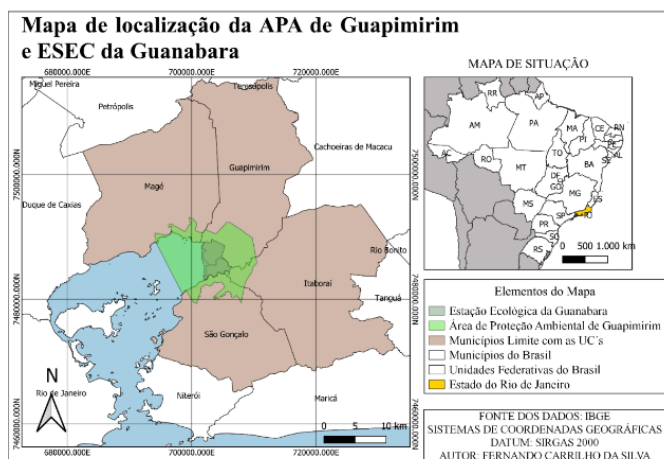 Mapa de localização da APA de Guapimirim
e ESEC da Guanabara
680000.000E
700000.000E
720000.000E
Miguel Pereira
Teresópolis
Petrópolis
Cachoeiras de Macacu
Guapimirim
Magé
Duque de Caxias
Rio Bonito
Itaboraí
Tanguá
São Gonçalo
Rio de Janeiro
Niterói
Maricá
N
0 5 10 km
680000.000E
700000.000E
720000.000E
7500000.000N
7480000.000N
7460000.000N
7500000.000N
7480000.000N
7460000.000N
MAPA DE SITUAÇÃO
RR
AP
AM
PA
MA
CE
RN
PI
AC
RO
TO
SE
AL
MT
BA
DF
GO
MG
ES
MS
SP
RJ
PR
SC
RS
0 500 1.000 km
Elementos do Mapa
Estação Ecológica da Guanabara
Área de Proteção Ambiental de Guapimirim
Municípios Limite com as UC´s
Municípios do Brasil
Unidades Federativas do Brasil
Estado do Rio de Janeiro
FONTE DOS DADOS: IBGE
SISTEMAS DE COORDENADAS GEOGRÁFICAS
DATUM: SIRGAS 2000
AUTOR: FERNANDO CARRILHO DA SILVA